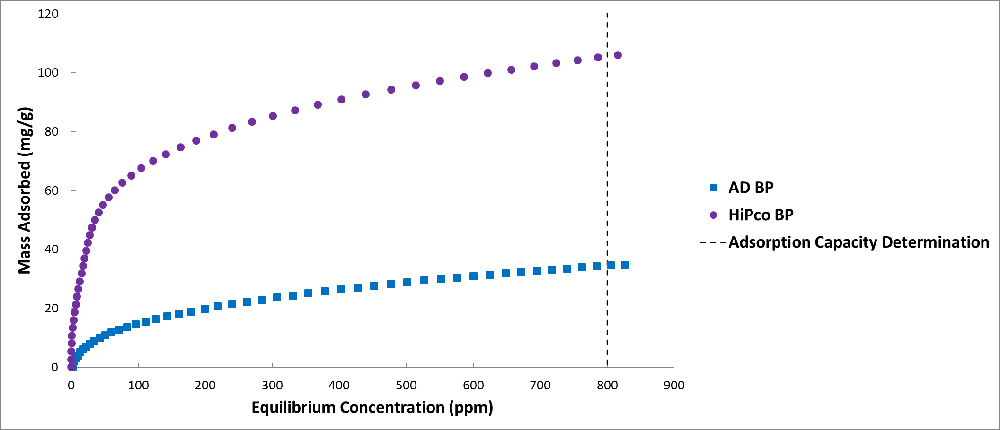 120
100
80
60
40
20
0
Mass Adsorbed (mg/g)
0 100 200 300 400 500 600 700 800 900
Equilibrium Concentration (ppm)
AD BP
HiPco BP
Adsorption Capacity Determination